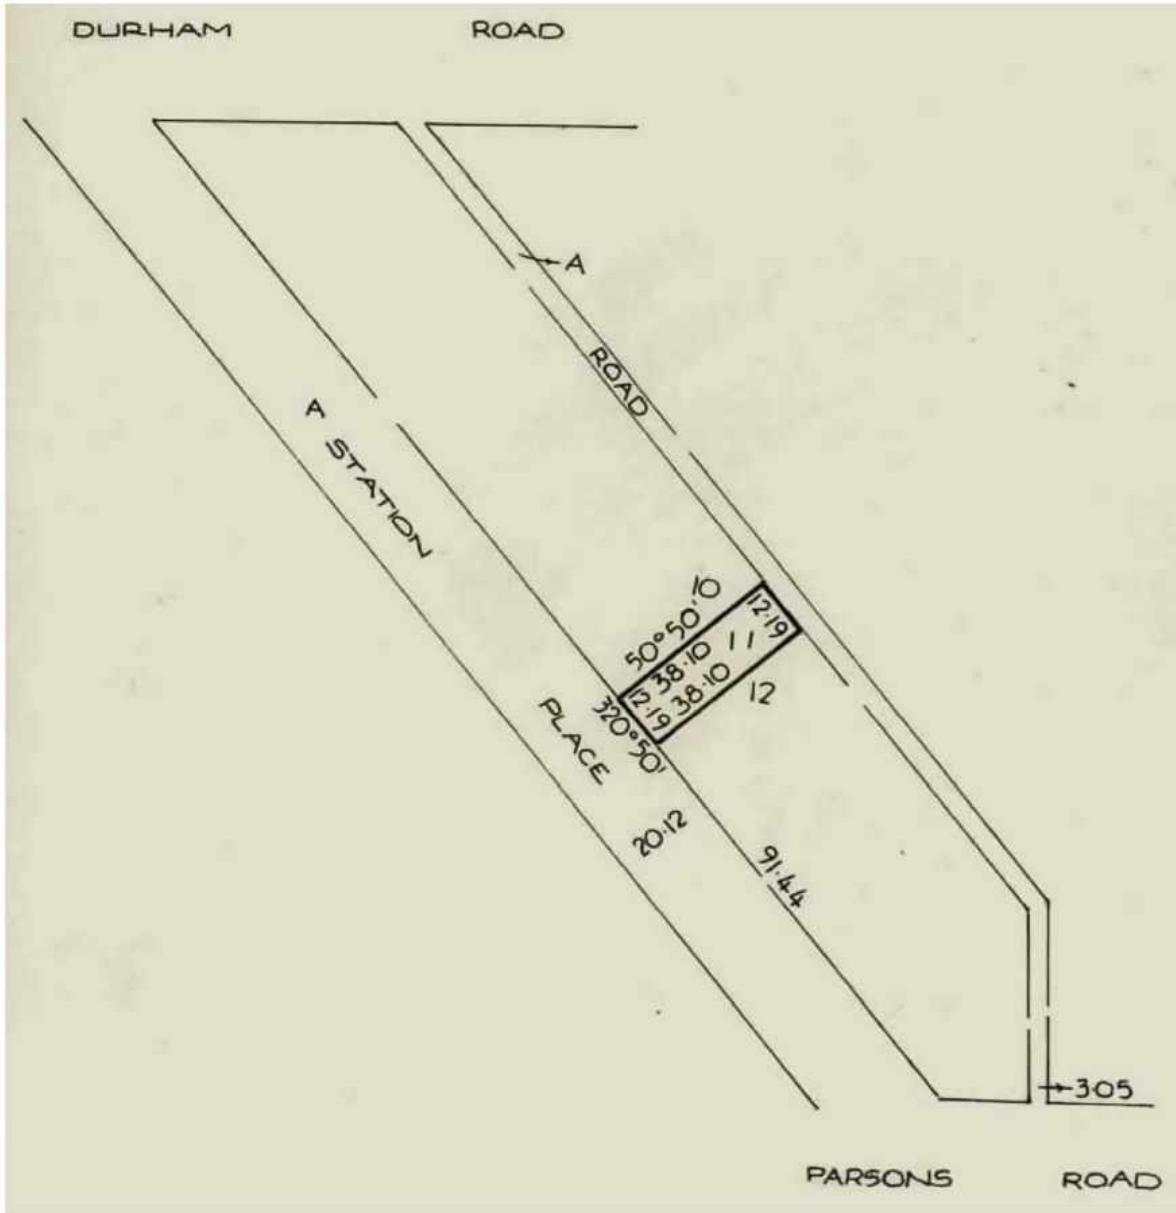 DURHAM ROAD
A
ROAD
A STATION
PLACE
50°50'
10
12·19
38·10
11
38·10
12
12·19
320°50'
20·12
91·44
3·05
PARSONS ROAD